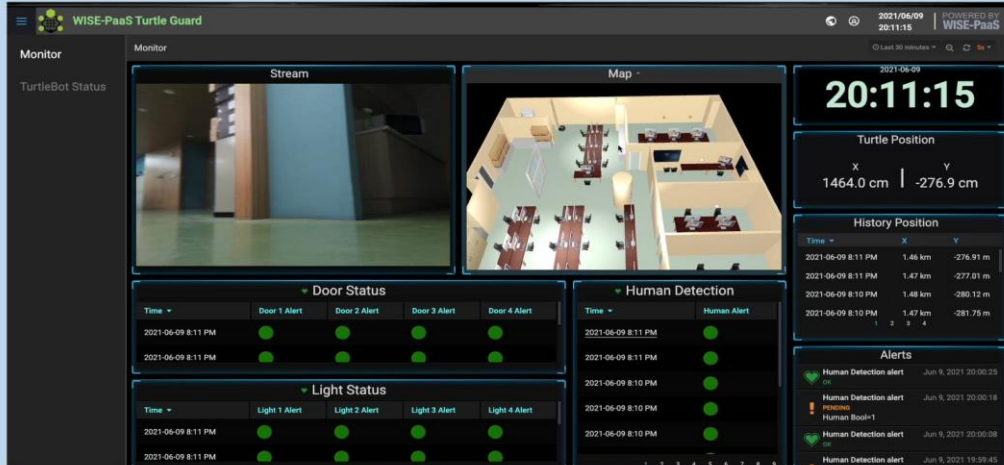 WISE-PaaS Turtle Guard
2021/06/09
20:11:15
POWERED BY
WISE-PaaS
Monitor
TurtleBot Status
Monitor
Last 30 minutes
5s
Stream
Map
2021-06-09
20:11:15
Turtle Position
X
1464.0 cm
Y
-276.9 cm
History Position
Time X Y
2021-06-09 8:11 PM 1.46 km -276.91 m
2021-06-09 8:11 PM 1.47 km -277.01 m
2021-06-09 8:10 PM 1.48 km -280.12 m
2021-06-09 8:10 PM 1.47 km -281.75 m
1 2 3 4
Door Status
Time Door 1 Alert Door 2 Alert Door 3 Alert Door 4 Alert
2021-06-09 8:11 PM
2021-06-09 8:11 PM
Light Status
Time Light 1 Alert Light 2 Alert Light 3 Alert Light 4 Alert
2021-06-09 8:11 PM
2021-06-09 8:11 PM
Human Detection
Time Human Alert
2021-06-09 8:11 PM
2021-06-09 8:11 PM
2021-06-09 8:10 PM
2021-06-09 8:10 PM
2021-06-09 8:10 PM
Alerts
Human Detection alert Jun 9, 2021 20:00:25
OK
Human Detection alert Jun 9, 2021 20:00:18
PENDING
Human Bool=1
Human Detection alert Jun 9, 2021 20:00:08
OK
Human Detection alert Jun 9, 2021 19:59:45